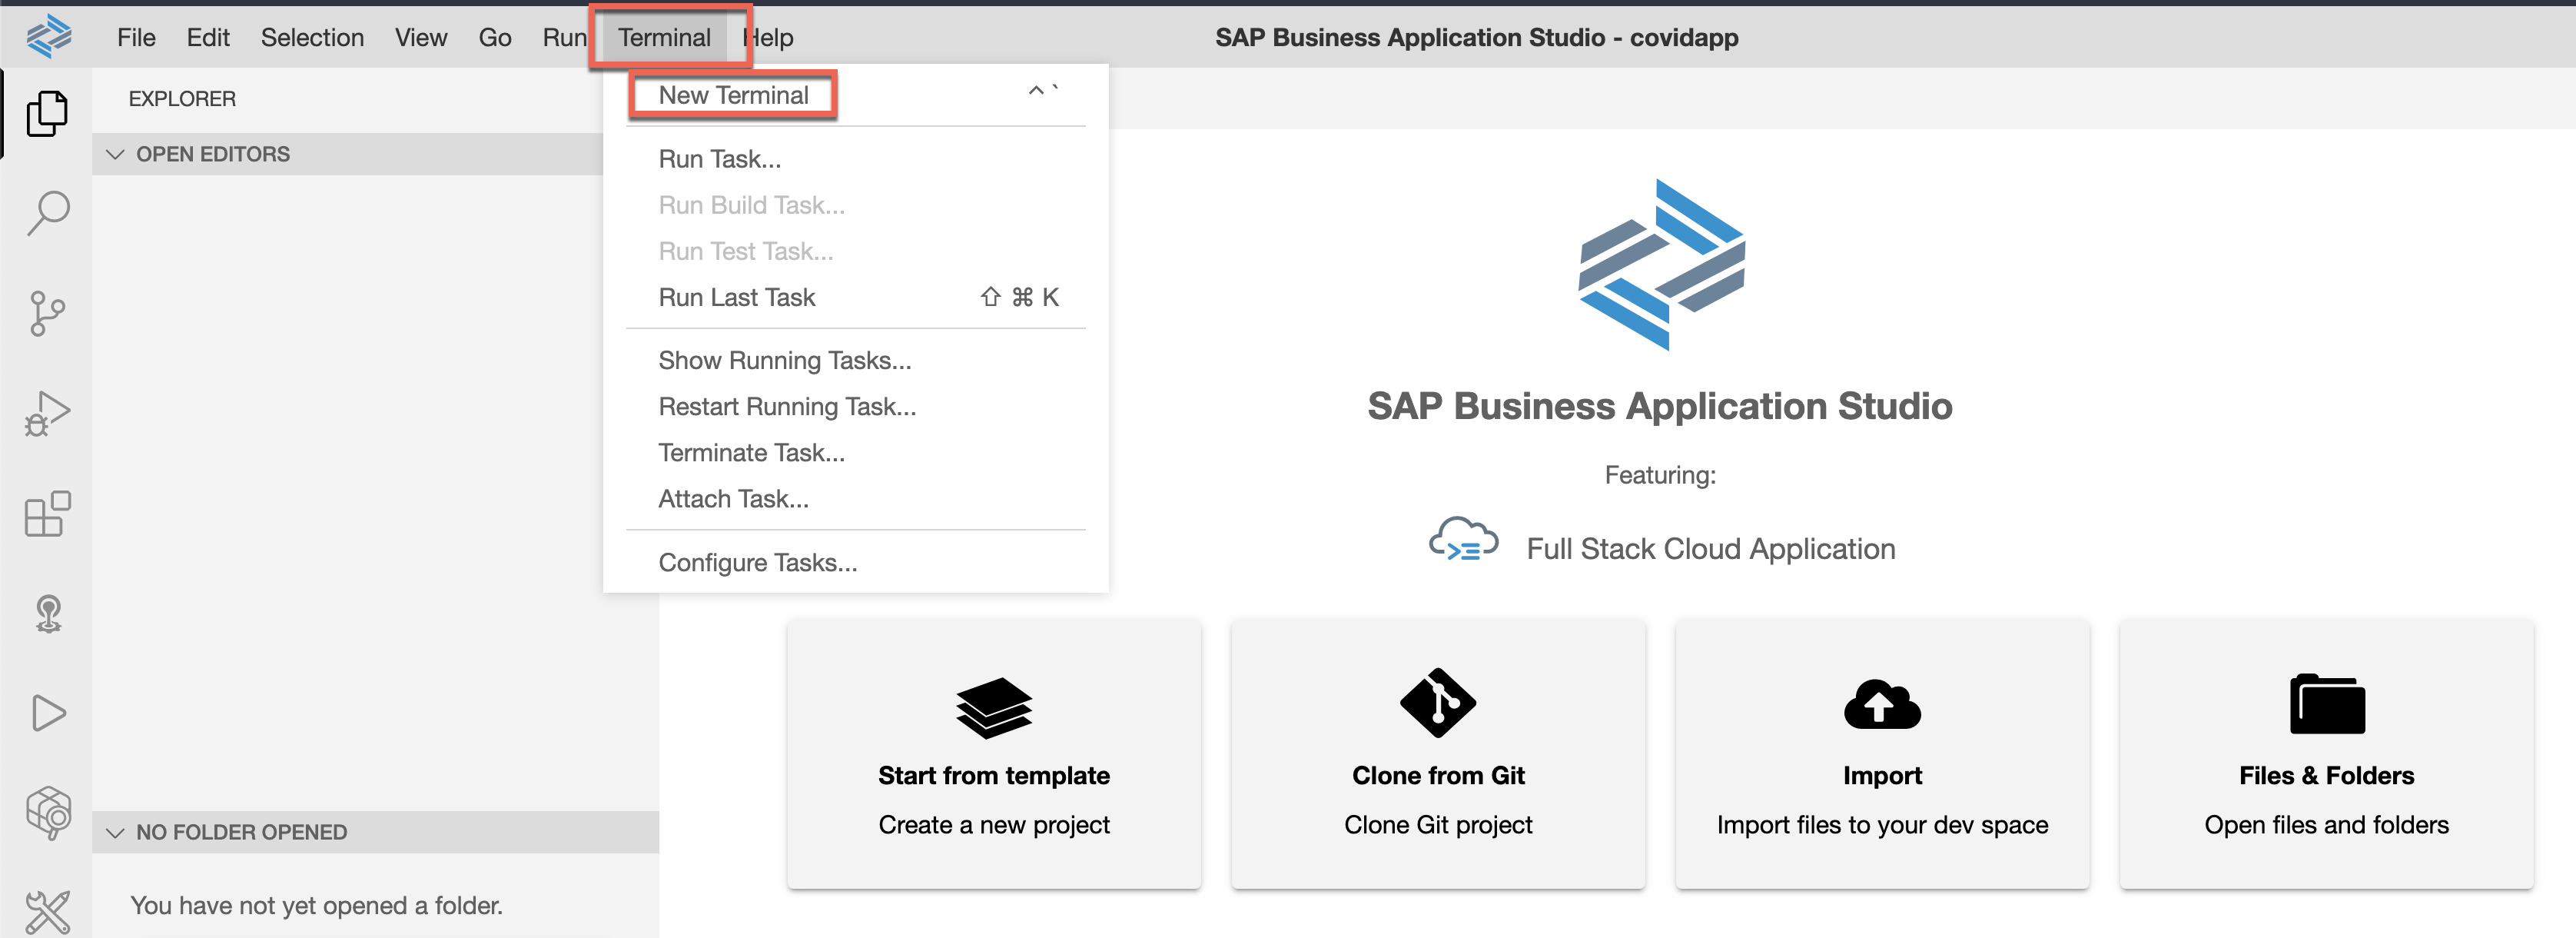 File Edit Selection View Go Run Terminal Help
SAP Business Application Studio - covidapp
EXPLORER
OPEN EDITORS
New Terminal ^ `
Run Task...
Run Build Task...
Run Test Task...
Run Last Task ⇧ ⌘ K
Show Running Tasks...
Restart Running Task...
Terminate Task...
Attach Task...
Configure Tasks...
SAP Business Application Studio
Featuring:
Full Stack Cloud Application
Start from template
Create a new project
Clone from Git
Clone Git project
Import
Import files to your dev space
Files & Folders
Open files and folders
NO FOLDER OPENED
You have not yet opened a folder.